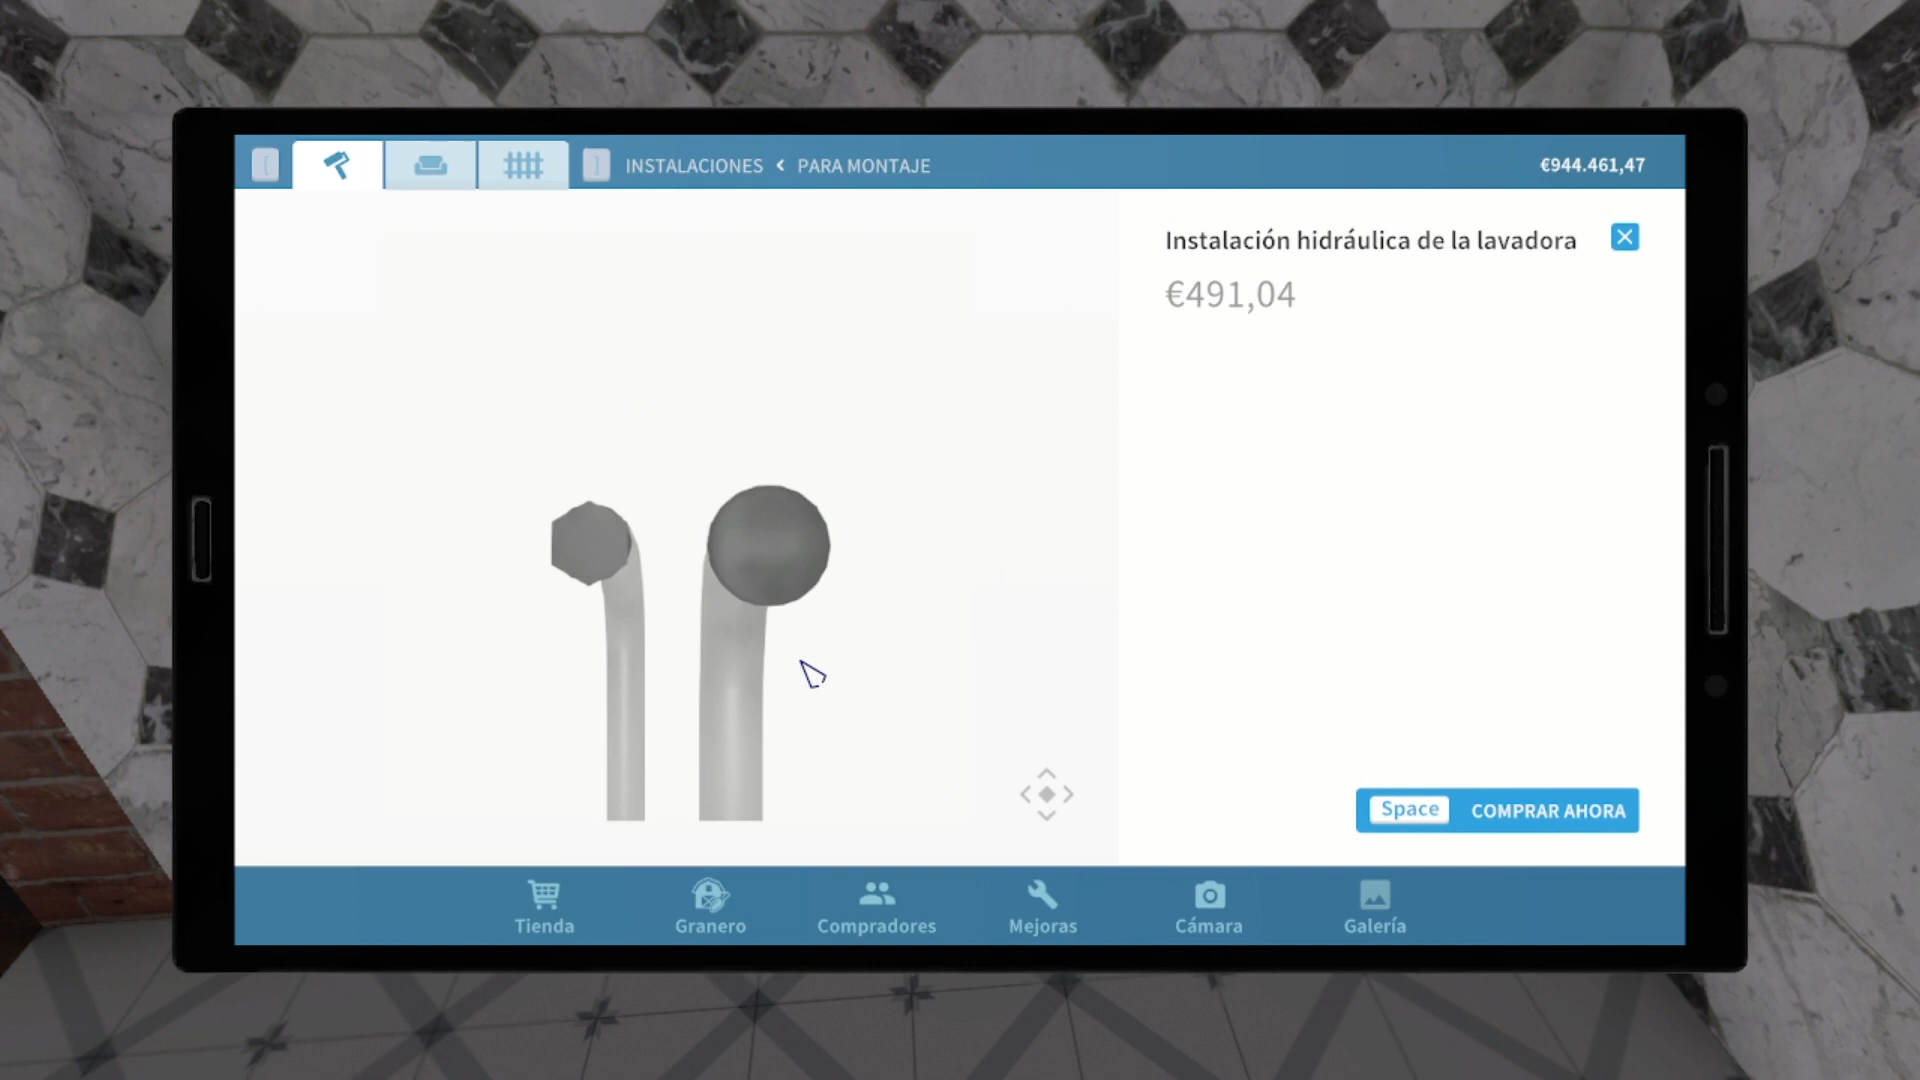 [
]
INSTALACIONES < PARA MONTAJE
€944.461,47
Instalación hidráulica de la lavadora
€491,04
Space COMPRAR AHORA
Tienda
Granero
Compradores
Mejoras
Cámara
Galería